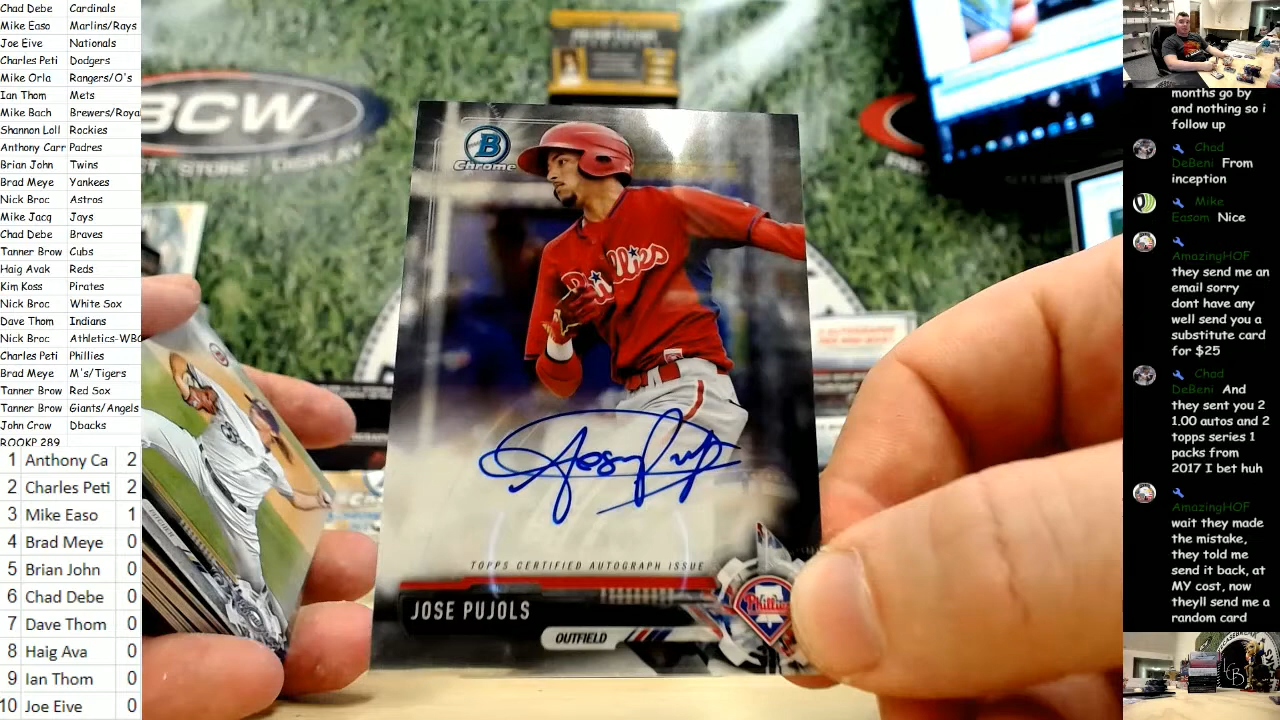 Chad Debe Cardinals
Mike Easo Marlins/Rays
Joe Eive Nationals
Charles Peti Dodgers
Mike Orla Rangers/O's
Ian Thom Mets
Mike Bach Brewers/Roya
Shannon Loll Rockies
Anthony Carr Padres
Brian John Twins
Brad Meye Yankees
Nick Broc Astros
Mike Jacq Jays
Chad Debe Braves
Tanner Brow Cubs
Haig Avak Reds
Kim Koss Pirates
Nick Broc White Sox
Dave Thom Indians
Nick Broc Athletics-WBC
Charles Peti Phillies
Brad Meye M's/Tigers
Tanner Brow Red Sox
Tanner Brow Giants/Angels
John Crow Dbacks
ROOKP 289
1 Anthony Ca 2
2 Charles Peti 2
3 Mike Easo 1
4 Brad Meye 0
5 Brian John 0
6 Chad Debe 0
7 Dave Thom 0
8 Haig Ava 0
9 Ian Thom 0
10 Joe Eive 0
BCW
B
Chrome
Phillies
TOPPS CERTIFIED AUTOGRAPH ISSUE
JOSE PUJOLS
OUTFIELD
Phillies
months go by
and nothing so i
follow up
Chad
DeBeni From
inception
Mike
Easom Nice
AmazingHOF
they send me an
email sorry
dont have any
well send you a
substitute card
for $25
Chad
DeBeni And
they sent you 2
1.00 autos and 2
topps series 1
packs from
2017 I bet huh
AmazingHOF
wait they made
the mistake,
they told me
send it back, at
MY cost, now
theyll send me a
random card